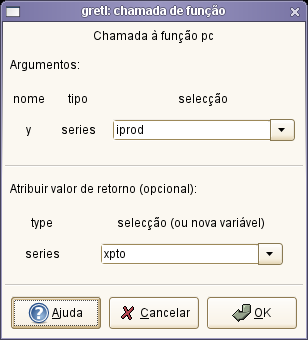 gretl: chamada de função
Chamada à função pc
Argumentos:
nome tipo selecção
y series iprod
Atribuir valor de retorno (opcional):
type selecção (ou nova variável)
series xpto
Ajuda Cancelar OK